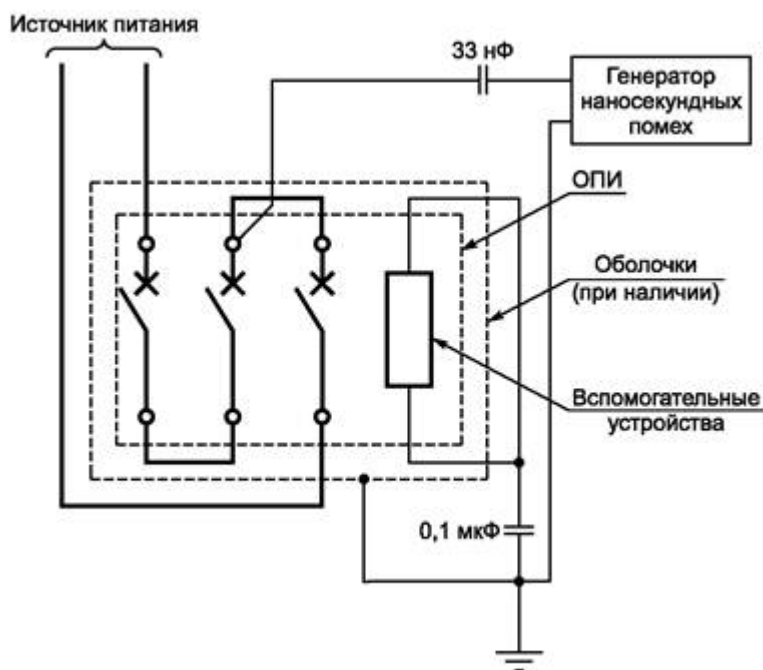 Источник питания
33 нФ
Генератор
наносекундных
помех
ОПИ
Оболочки
(при наличии)
Вспомогательные
устройства
0,1 мкФ